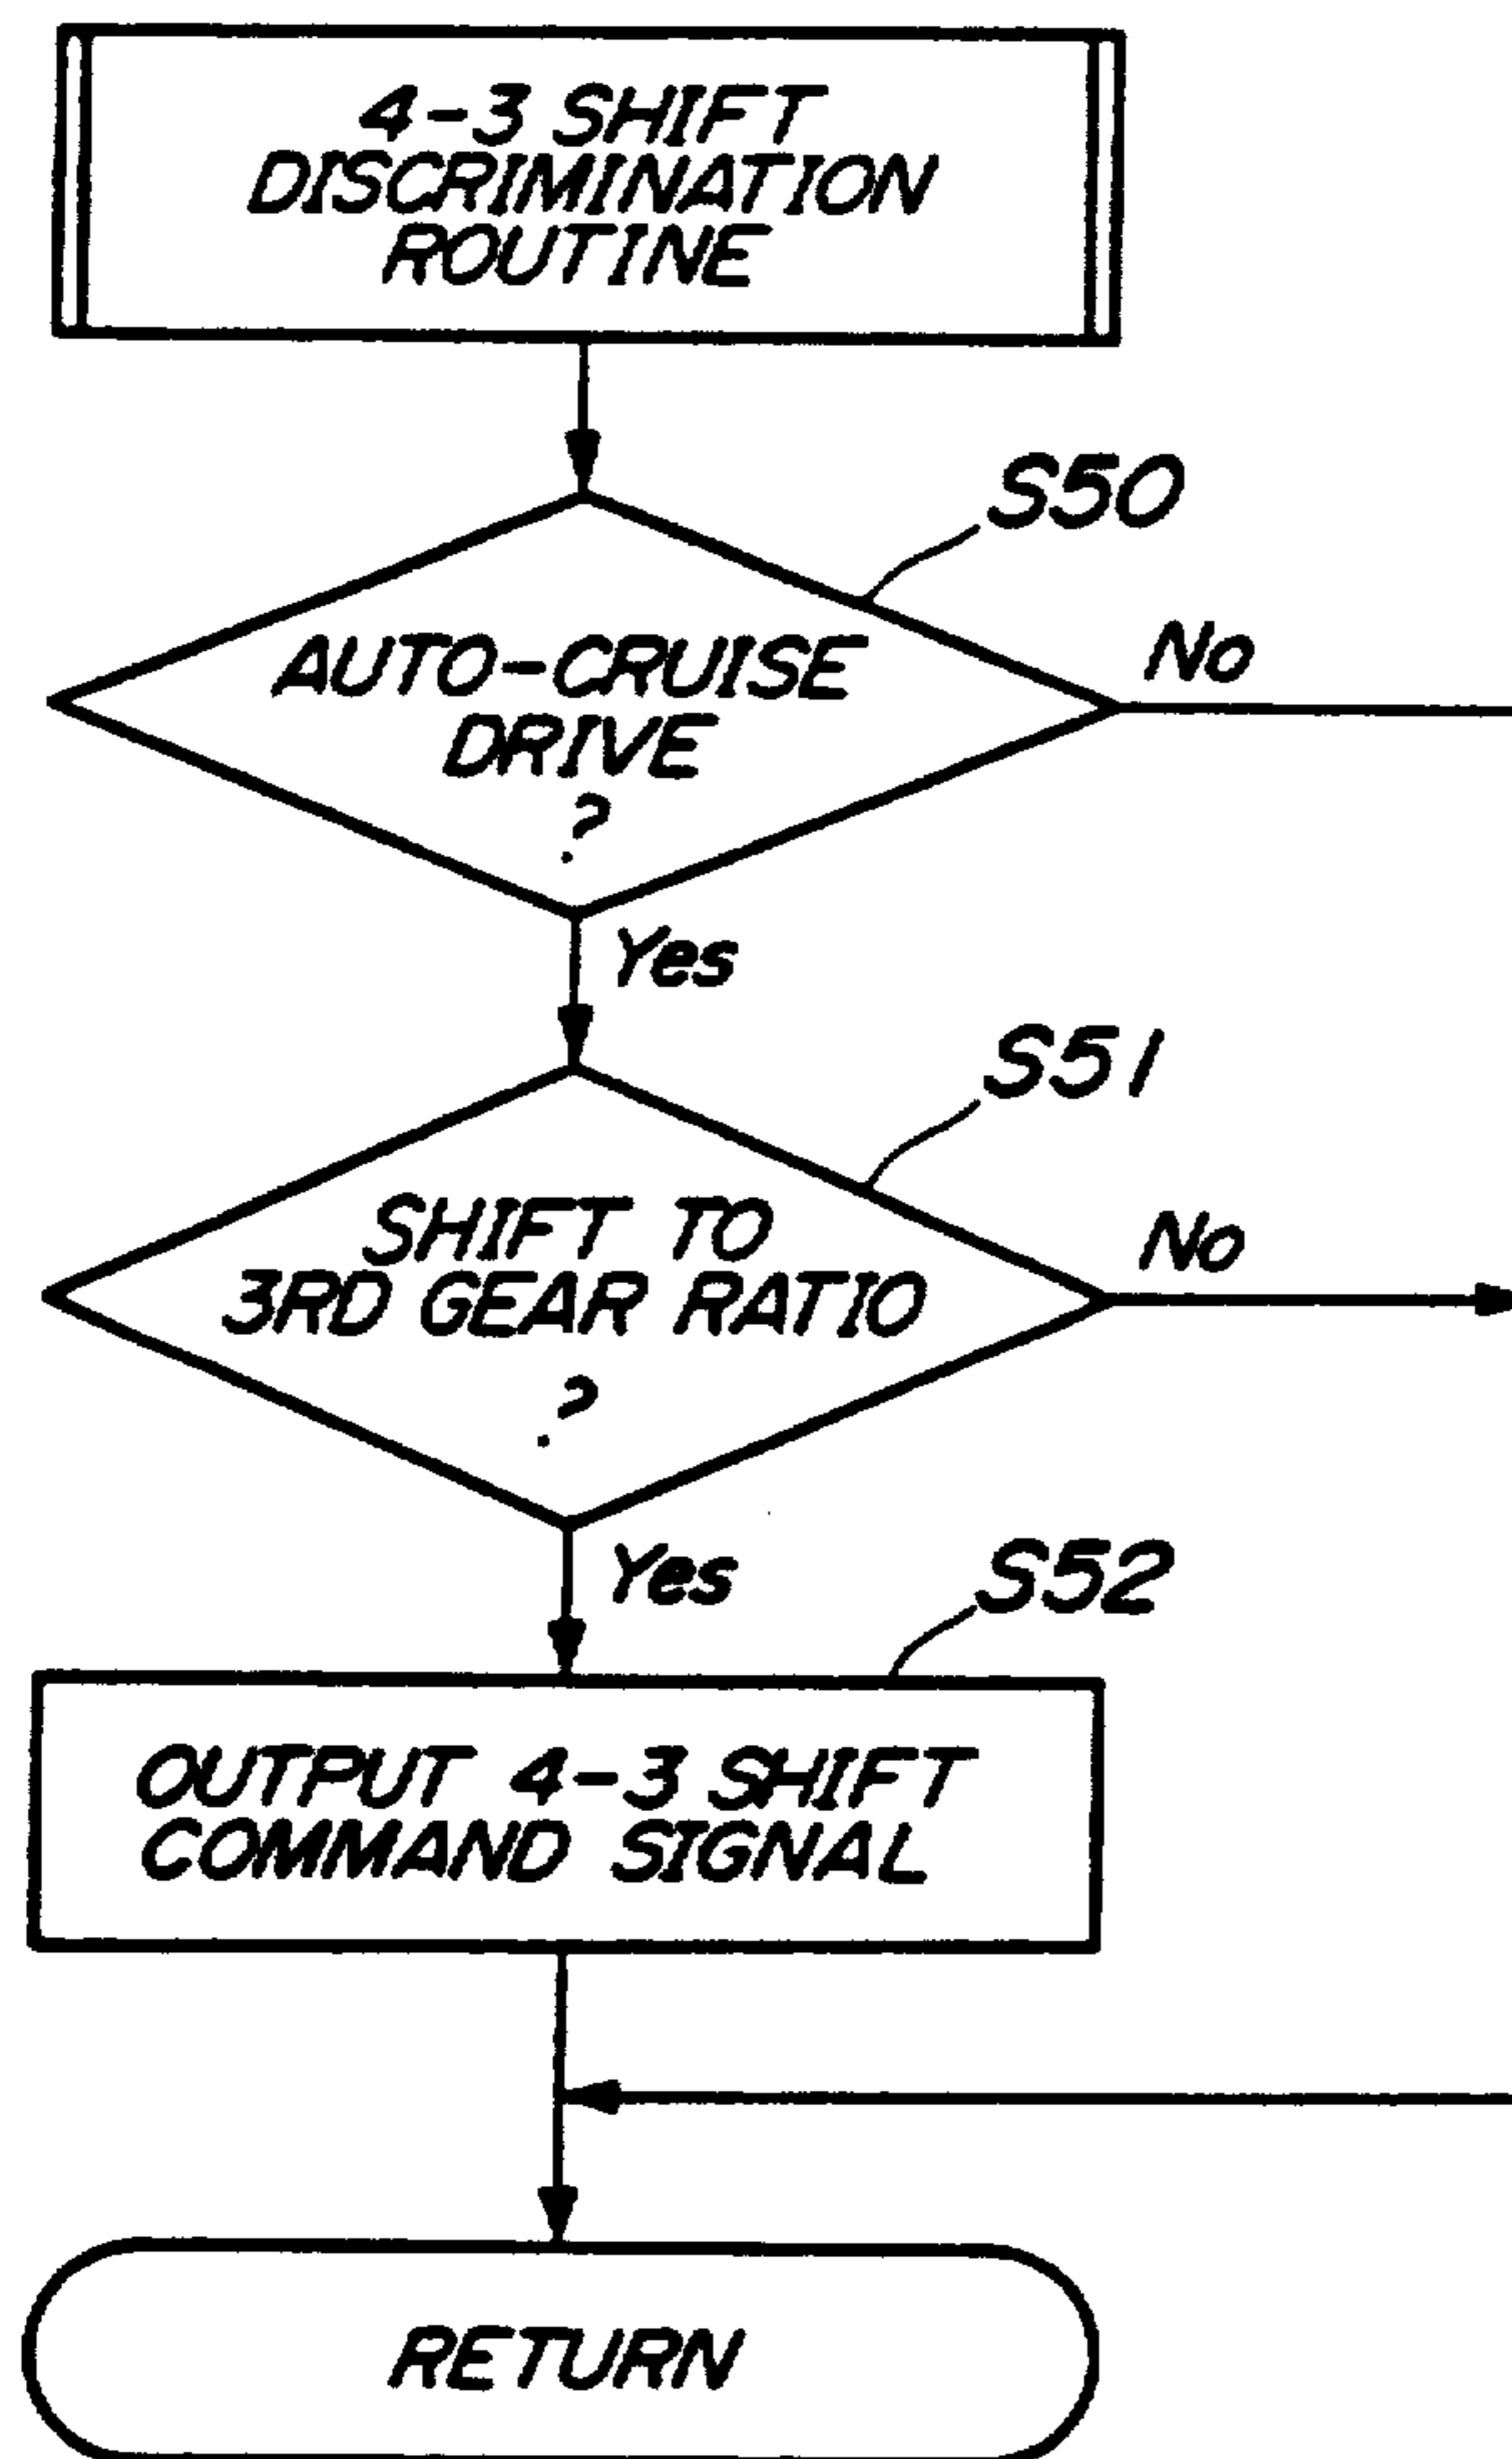 4-3 SHIFT
DISCRIMINATION
ROUTINE
S50
AUTO-CRUISE
DRIVE
?
No
Yes
S51
SHIFT TO
3RD GEAR RATIO
?
No
Yes
S52
OUTPUT 4-3 SHIFT
COMMAND SIGNAL
RETURN